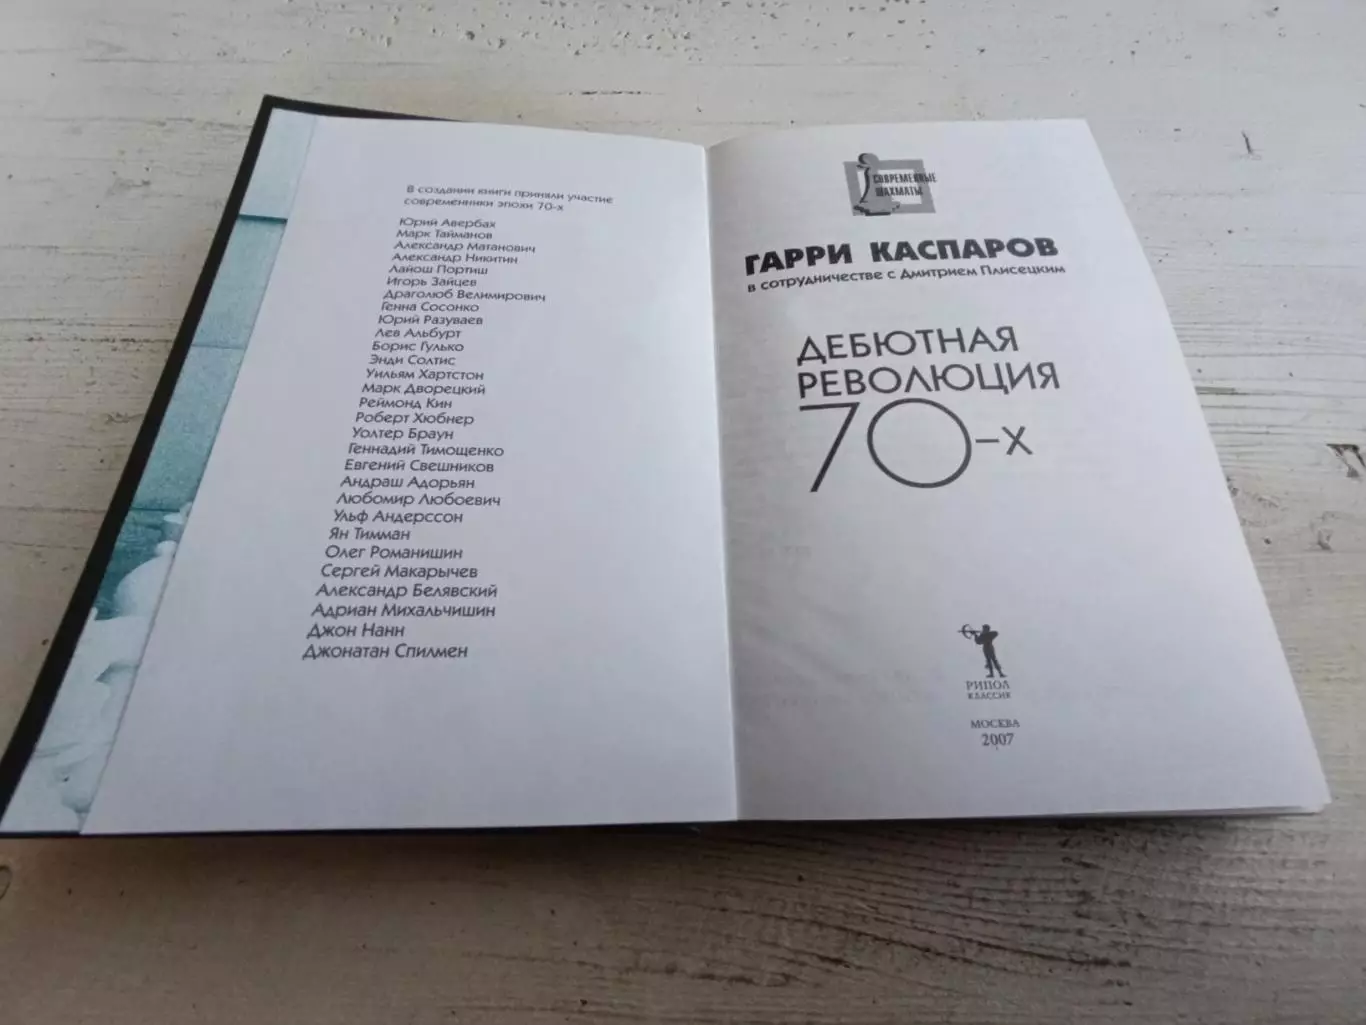 В создании книги приняли участие
современники эпохи 70-х
Юрий Авербах
Марк Тайманов
Александр Матанович
Александр Никитин
Лайош Портиш
Игорь Зайцев
Драголюб Велимирович
Генна Сосонко
Юрий Разуваев
Лев Альбурт
Борис Гулько
Энди Солтис
Уильям Хартстон
Марк Дворецкий
Реймонд Кин
Роберт Хюбнер
Уолтер Браун
Геннадий Тимощенко
Евгений Свешников
Андраш Адорьян
Любомир Любоевич
Ульф Андерссон
Ян Тимман
Олег Романишин
Сергей Макарычев
Александр Белявский
Адриан Михальчишин
Джон Нанн
Джонатан Спилмен
СОВРЕМЕННЫЕ
ШАХМАТЫ
ГАРРИ КАСПАРОВ
в сотрудничестве с Дмитрием Плисецким
ДЕБЮТНАЯ
РЕВОЛЮЦИЯ
70-х
РИПОЛ
КЛАССИК
МОСКВА
2007